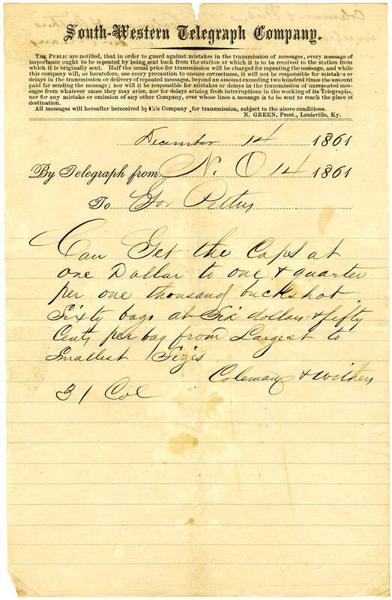 South-Western Telegraph Company.
THE PUBLIC are notified, that in order to guard against mistakes in the transmission of messages, every message of
importance ought to be repeated by being sent back from the station at which it is to be received to the station from
which it is originally sent. Half the usual price for transmission will be charged for repeating the message, and while
this company will, as heretofore, use every precaution to ensure correctness, it will not be responsible for mistakes or
delays in the transmission or delivery of repeated messages, beyond an amount exceeding two hundred times the amount
paid for sending the message; nor will it be responsible for mistakes or delays in the transmission of unrepeated mes-
sages from whatever cause they may arise, nor for delays arising from interruptions in the working of its Telegraphs,
nor for any mistake or omission of any other Company, over whose lines a message is to be sent to reach the place of
destination.
All messages will hereafter be received by this Company for transmission, subject to the above conditions.
N. GREEN, Prest., Louisville, Ky.
December 14 1861
By Telegraph from N. O 14 1861
To Gov Pettus
Can Get the Caps at
one Dollar to one & quarter
per one thousand buckshot
Sixty bags at Six dollars & fifty
Cents per bag from Largest to
Smallest Sizes
Coleman & Withers
31 Col